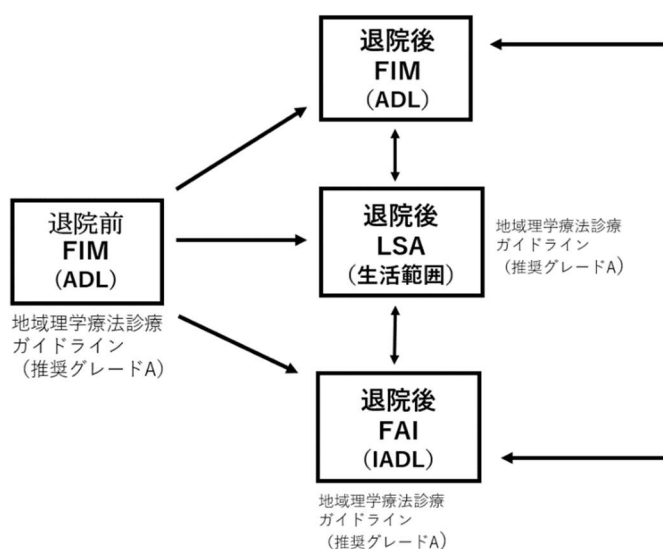 退院後
FIM
（ADL）
退院前
FIM
（ADL）
地域理学療法診療
ガイドライン
（推奨グレードA）
退院後
LSA
（生活範囲）
地域理学療法診療
ガイドライン
（推奨グレードA）
退院後
FAI
（IADL）
地域理学療法診療
ガイドライン
（推奨グレードA）